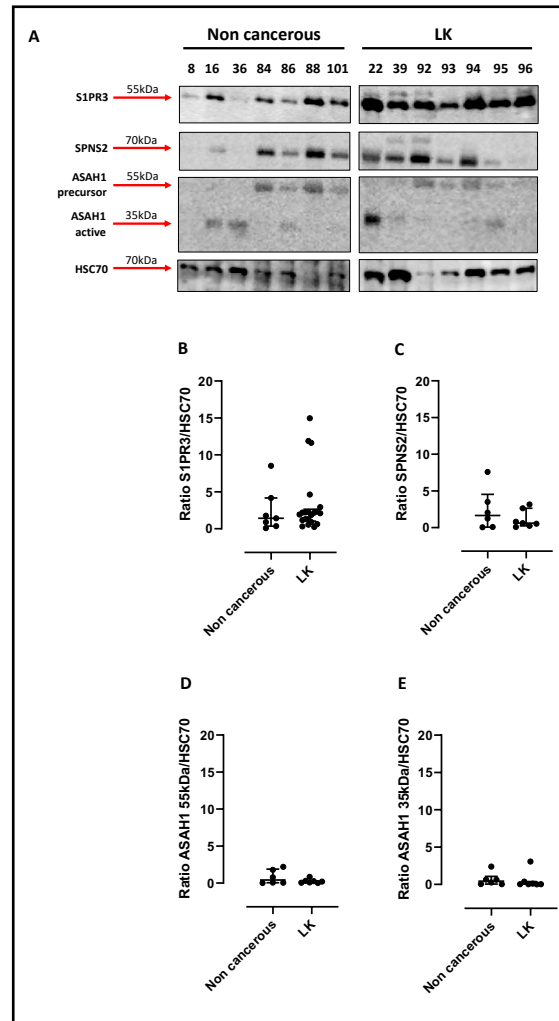 A
Non cancerous LK
8 16 36 84 86 88 101 22 39 92 93 94 95 96
S1PR3 55kDa
SPNS2 70kDa
ASAH1 precursor 55kDa
ASAH1 active 35kDa
HSC70 70kDa
B
Ratio S1PR3/HSC70
20
15
10
5
0
Non cancerous
LK
C
Ratio SPNS2/HSC70
20
15
10
5
0
Non cancerous
LK
D
Ratio ASAH1 55kDa/HSC70
20
15
10
5
0
Non cancerous
LK
E
Ratio ASAH1 35kDa/HSC70
20
15
10
5
0
Non cancerous
LK